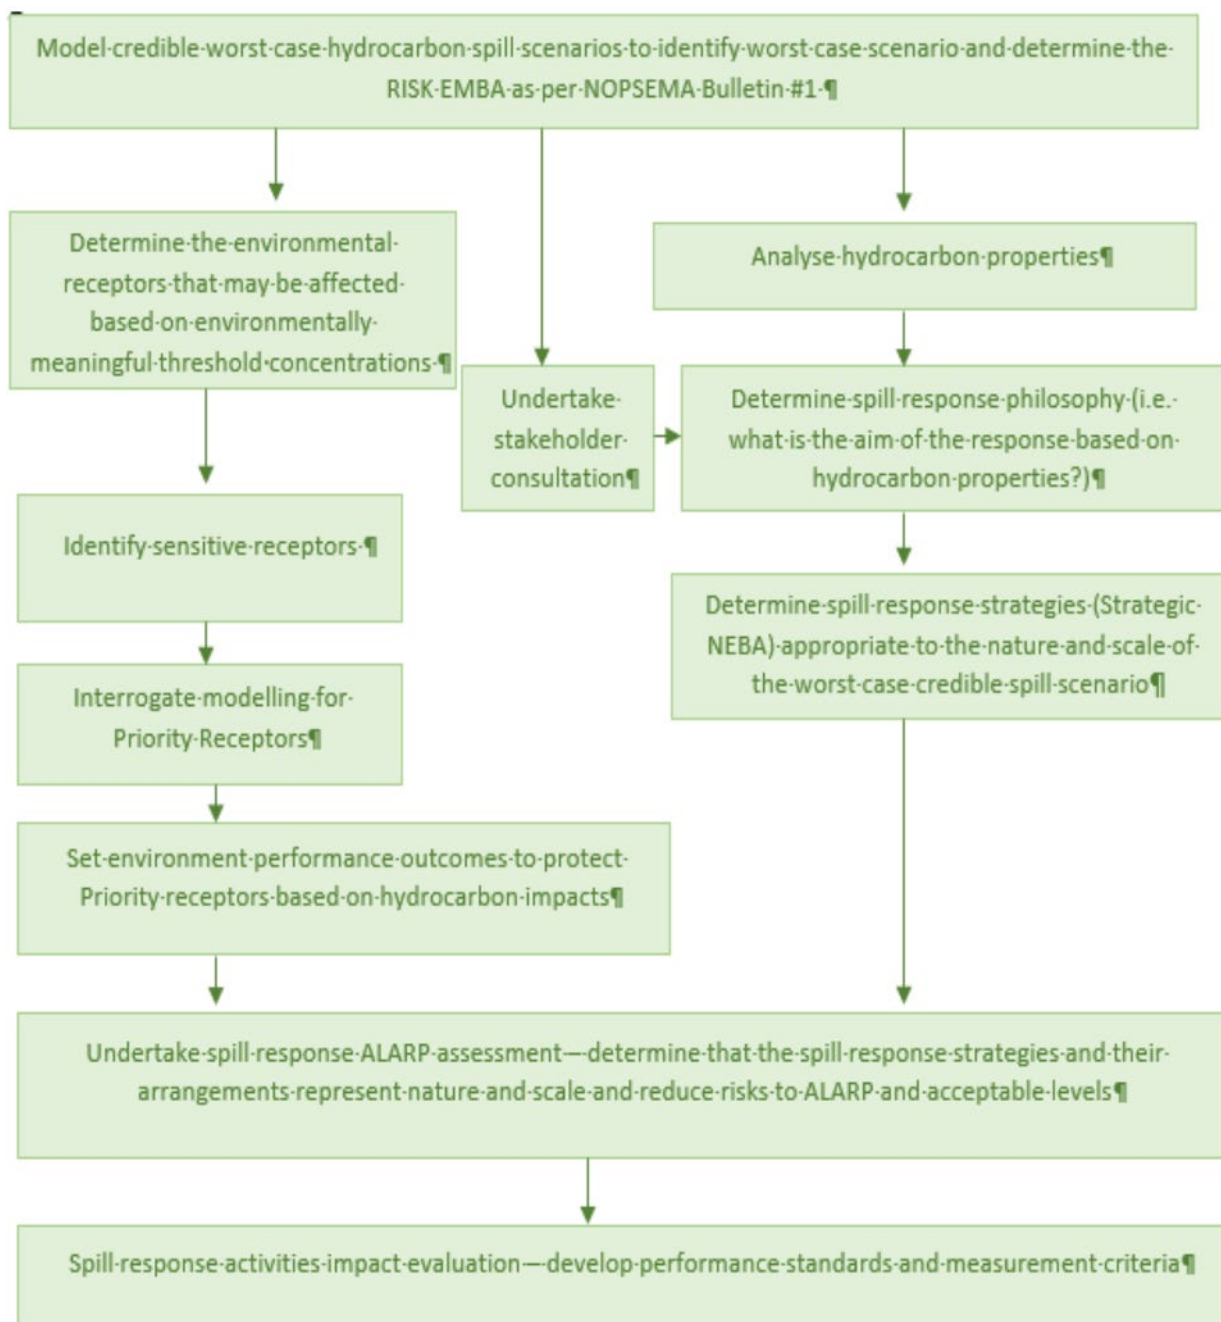 Model·credible·worst·case·hydrocarbon·spill·scenarios·to·identify·worst·case·scenario·and·determine·the·
RISK·EMBA·as·per·NOPSEMA·Bulletin·#1·¶
Determine·the·environmental·
receptors·that·may·be·affected·
based·on·environmentally·
meaningful·threshold·concentrations·¶
Analyse·hydrocarbon·properties¶
Undertake·
stakeholder·
consultation¶
Determine·spill·response·philosophy·(i.e.·
what·is·the·aim·of·the·response·based·on·
hydrocarbon·properties?)¶
Identify·sensitive·receptors·¶
Determine·spill·response·strategies·(Strategic·
NEBA)·appropriate·to·the·nature·and·scale·of·
the·worst·case·credible·spill·scenario¶
Interrogate·modelling·for·
Priority·Receptors¶
Set·environment·performance·outcomes·to·protect·
Priority·receptors·based·on·hydrocarbon·impacts¶
Undertake·spill·response·ALARP·assessment·–·determine·that·the·spill·response·strategies·and·their·
arrangements·represent·nature·and·scale·and·reduce·risks·to·ALARP·and·acceptable·levels¶
Spill·response·activities·impact·evaluation·–·develop·performance·standards·and·measurement·criteria¶